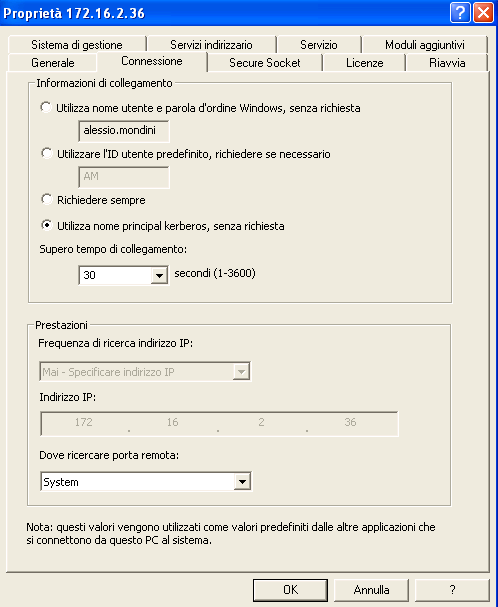 Proprietà 172.16.2.36
Sistema di gestione Servizi indirizzario Servizio Moduli aggiuntivi
Generale Connessione Secure Socket Licenze Riavvia
Informazioni di collegamento
Utilizza nome utente e parola d'ordine Windows, senza richiesta
alessio.mondini
Utilizzare l'ID utente predefinito, richiedere se necessario
AM
Richiedere sempre
Utilizza nome principal kerberos, senza richiesta
Supero tempo di collegamento:
30 secondi (1-3600)
Prestazioni
Frequenza di ricerca indirizzo IP:
Mai - Specificare indirizzo IP
Indirizzo IP:
172 . 16 . 2 . 36
Dove ricercare porta remota:
System
Nota: questi valori vengono utilizzati come valori predefiniti dalle altre applicazioni che
si connettono da questo PC al sistema.
OK Annulla ?